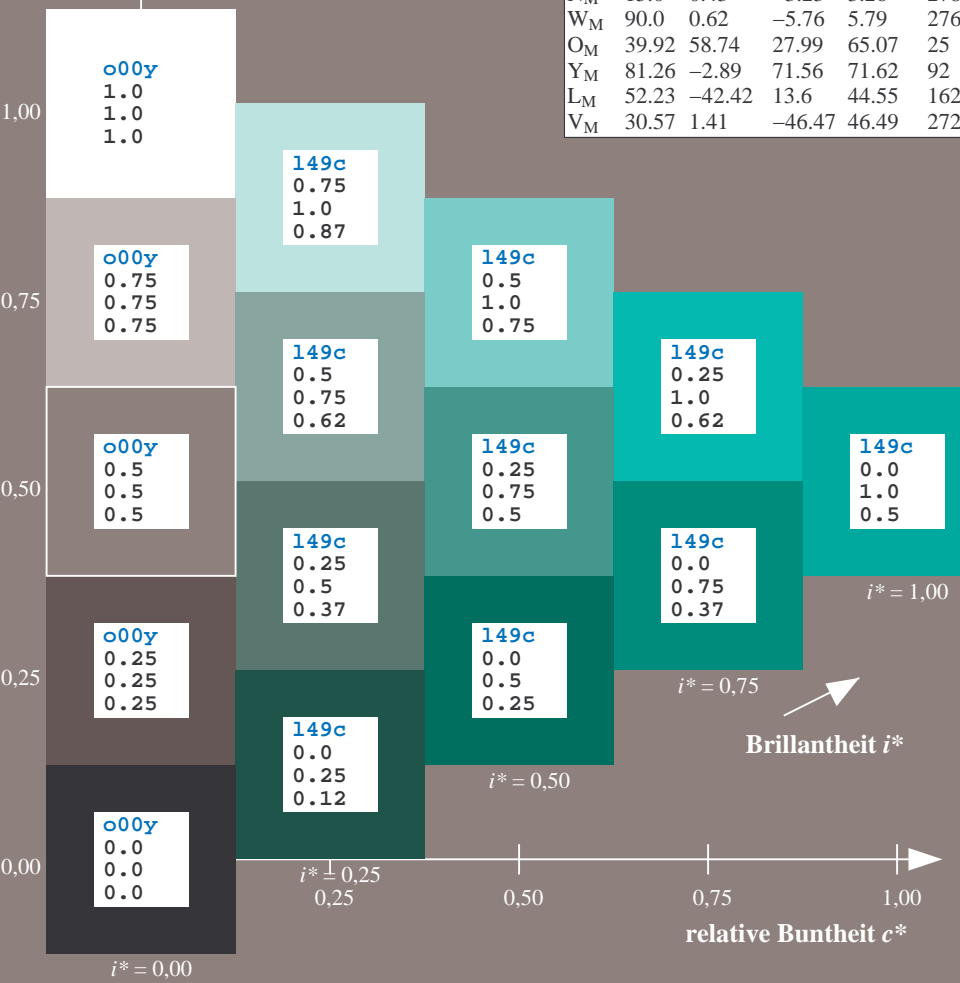 W_M 90.0 0.62 –5.76 5.79 276
O_M 39.92 58.74 27.99 65.07 25
Y_M 81.26 –2.89 71.56 71.62 92
L_M 52.23 –42.42 13.6 44.55 162
V_M 30.57 1.41 –46.47 46.49 272
1,00
o00y
1.0
1.0
1.0
l49c
0.75
1.0
0.87
0,75
o00y
0.75
0.75
0.75
l49c
0.5
1.0
0.75
l49c
0.5
0.75
0.62
l49c
0.25
1.0
0.62
0,50
o00y
0.5
0.5
0.5
l49c
0.25
0.75
0.5
l49c
0.0
1.0
0.5
l49c
0.25
0.5
0.37
l49c
0.0
0.75
0.37
i* = 1,00
0,25
o00y
0.25
0.25
0.25
l49c
0.0
0.5
0.25
i* = 0,75
l49c
0.0
0.25
0.12
Brillantheit i*
i* = 0,50
0,00
o00y
0.0
0.0
0.0
i* = 0,25
0,25 0,50 0,75 1,00
relative Buntheit c*
i* = 0,00